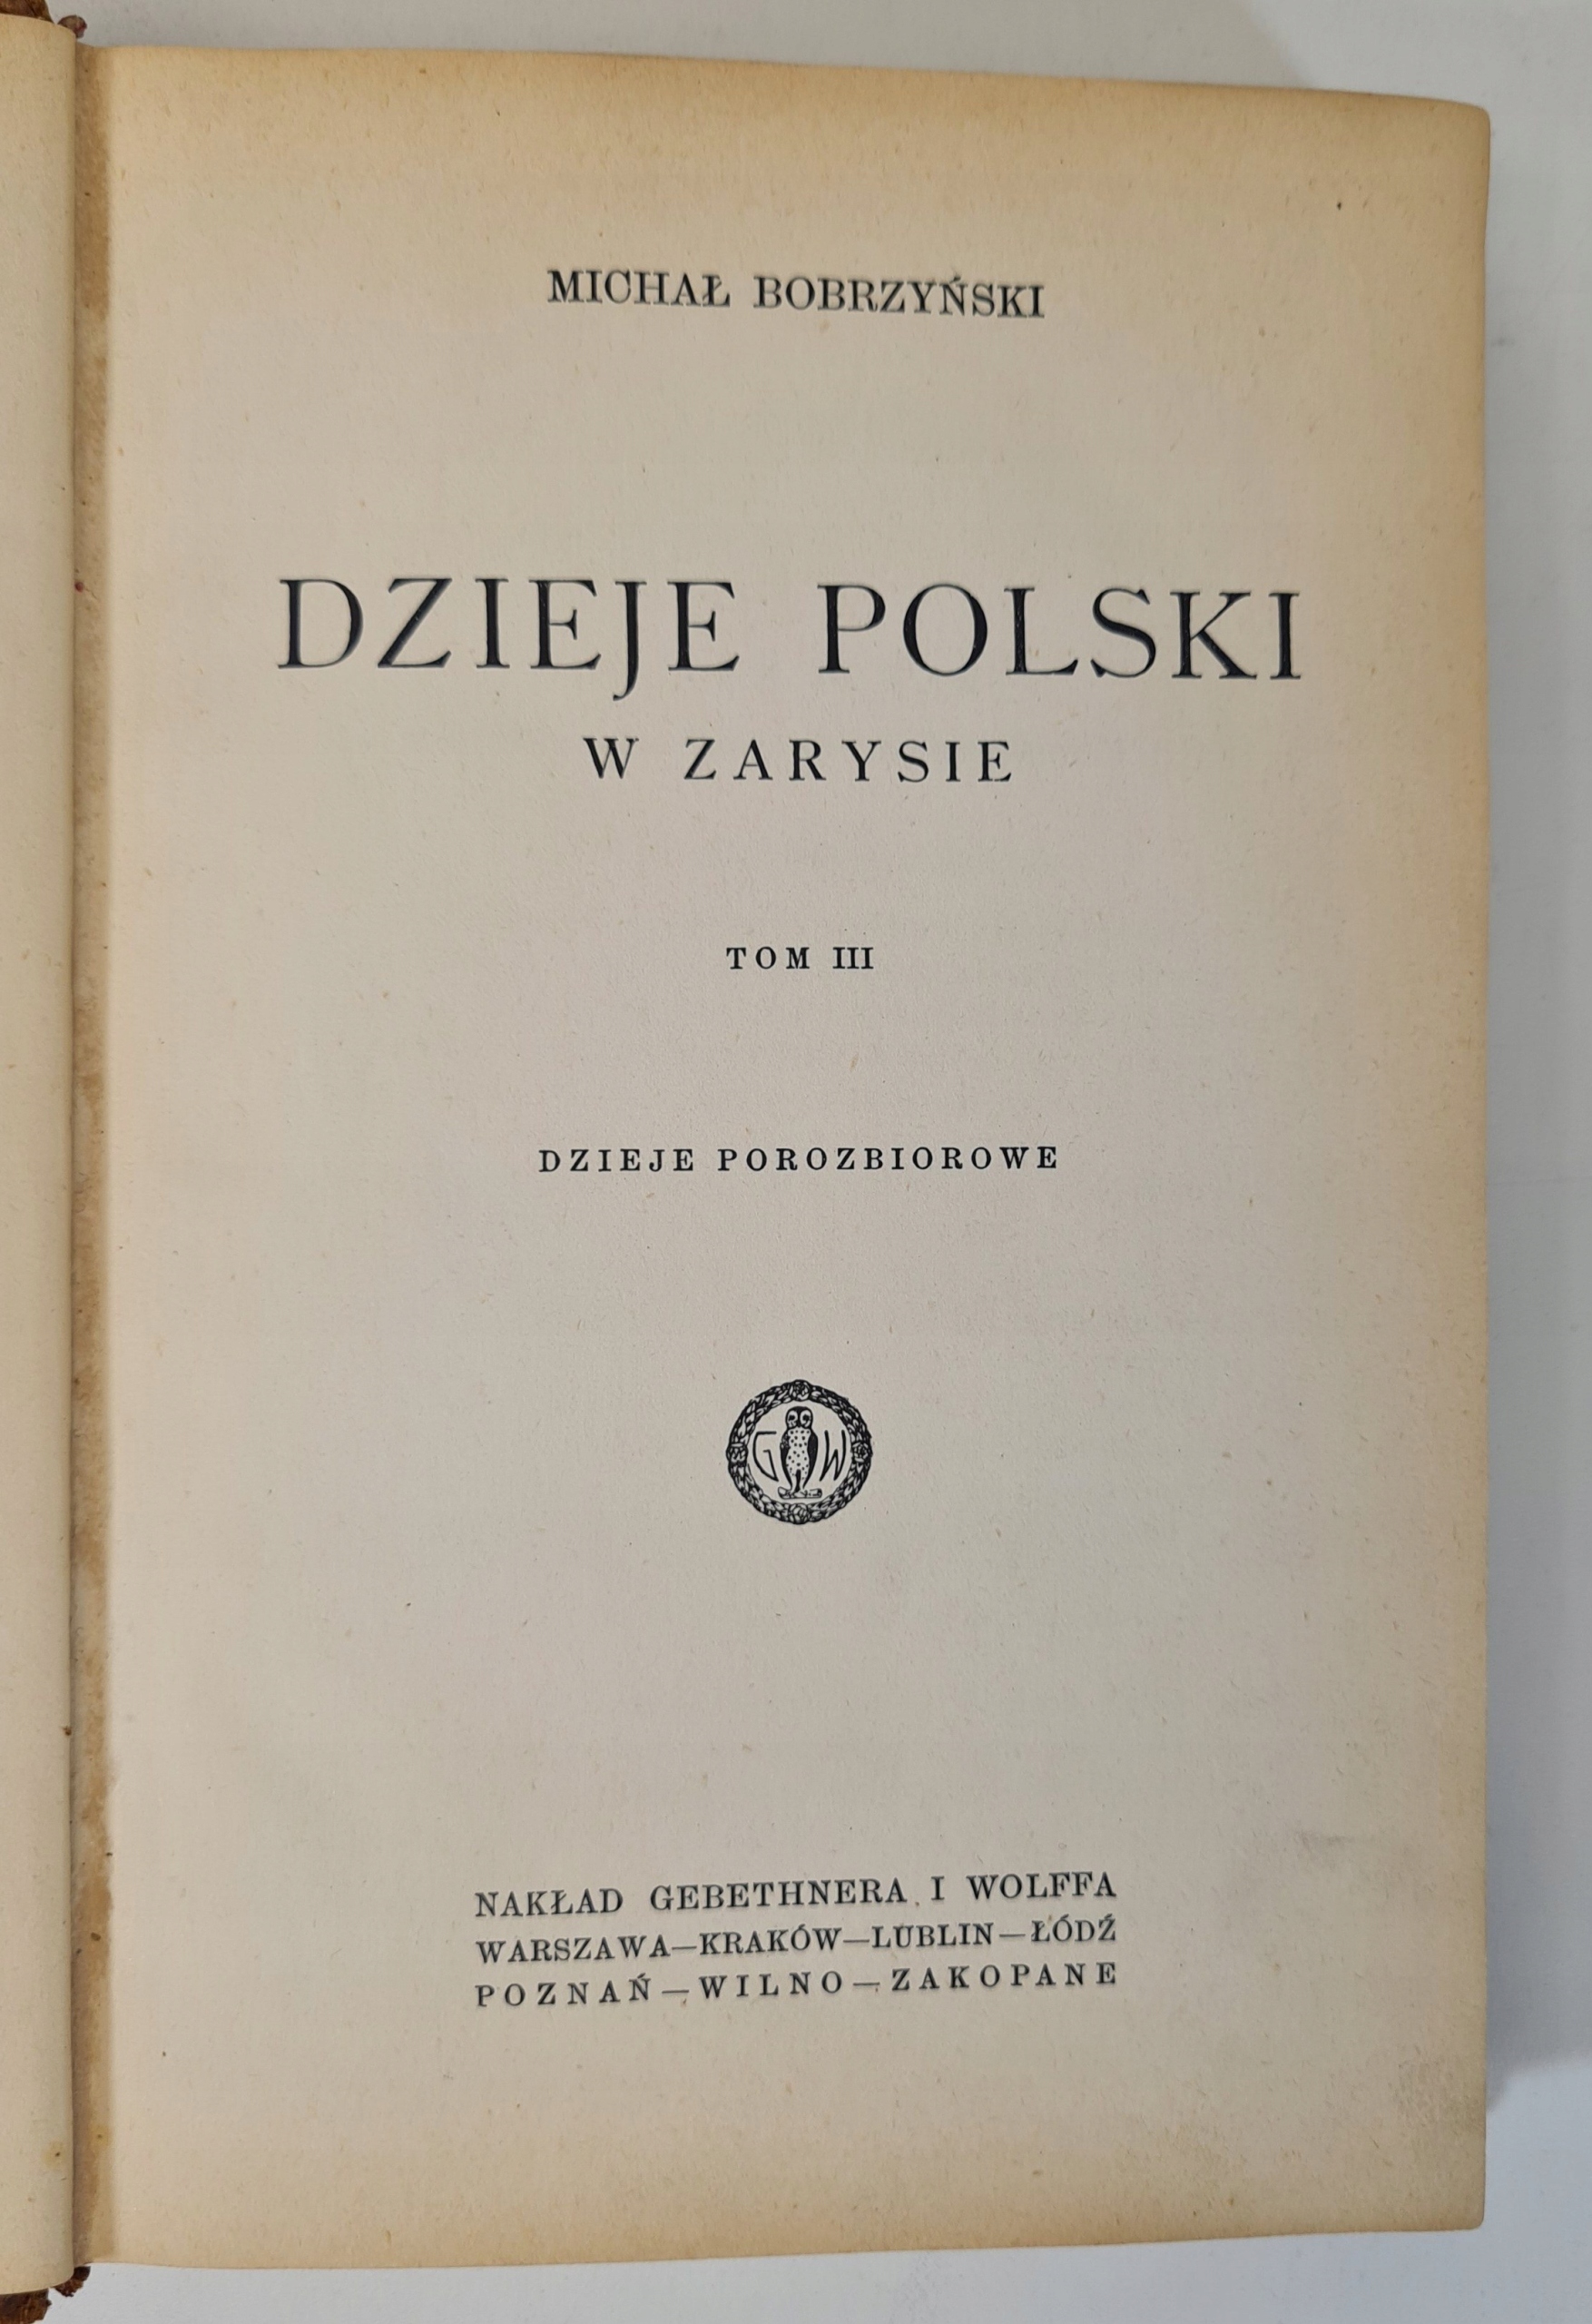 MICHAŁ BOBRZYŃSKI
DZIEJE POLSKI
W ZARYSIE
TOM III
DZIEJE POROZBIOROWE
G W
NAKŁAD GEBETHNERA I WOLFFA
WARSZAWA—KRAKÓW—LUBLIN—ŁÓDŹ
POZNAŃ—WILNO—ZAKOPANE